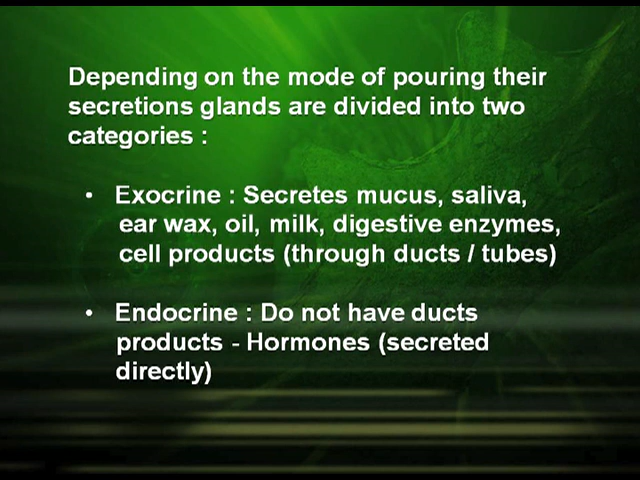 Depending on the mode of pouring their
secretions glands are divided into two
categories :
• Exocrine : Secretes mucus, saliva,
ear wax, oil, milk, digestive enzymes,
cell products (through ducts / tubes)
• Endocrine : Do not have ducts
products - Hormones (secreted
directly)